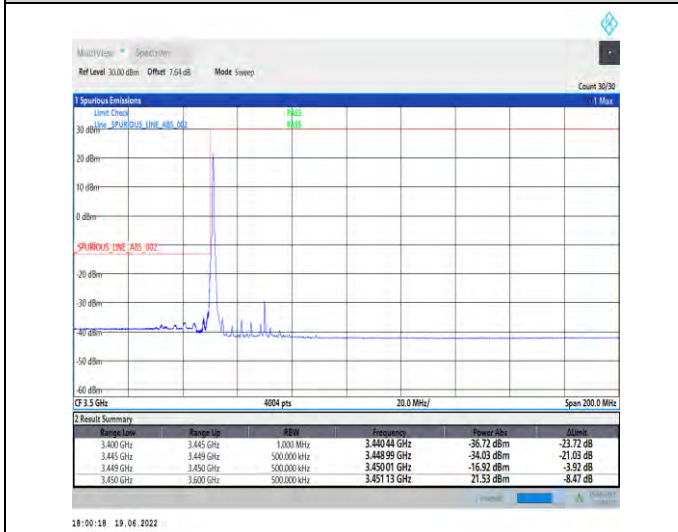 MultiView Spectrum
Ref Level 30.00 dBm Offset 7.64 dB Mode Sweep
Count 30/30
1 Spurious Emissions 1 Max
Limit Check PASS
Line _SPURIOUS_LINE_ABS_002 PASS
30 dBm
20 dBm
10 dBm
0 dBm
_SPURIOUS_LINE_ABS_002
-20 dBm
-30 dBm
-40 dBm
-50 dBm
-60 dBm
CF 3.5 GHz 4004 pts 20.0 MHz/ Span 200.0 MHz
2 Result Summary
Range Low Range Up RBW Frequency Power Abs ΔLimit
3.400 GHz 3.445 GHz 1.000 MHz 3.440 44 GHz -36.72 dBm -23.72 dB
3.445 GHz 3.449 GHz 500.000 kHz 3.448 99 GHz -34.03 dBm -21.03 dB
3.449 GHz 3.450 GHz 500.000 kHz 3.450 01 GHz -16.92 dBm -3.92 dB
3.450 GHz 3.600 GHz 500.000 kHz 3.451 13 GHz 21.53 dBm -8.47 dB
18:00:18 19.06.2022